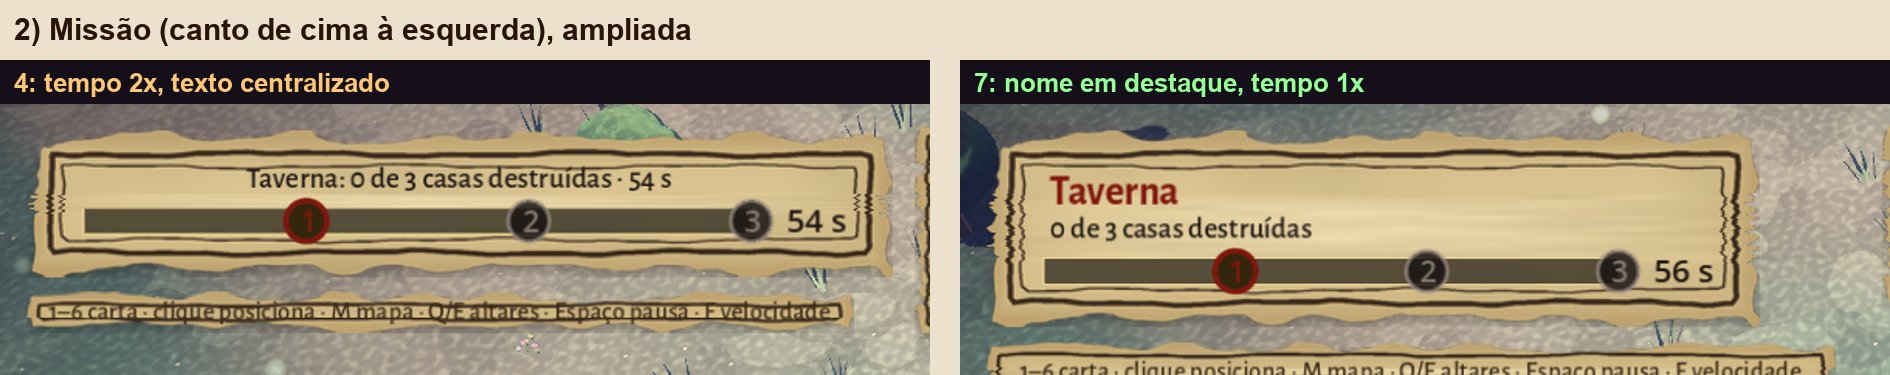 2) Missão (canto de cima à esquerda), ampliada
4: tempo 2x, texto centralizado
Taverna: 0 de 3 casas destruídas · 54 s
1 2 3 54 s
1–6 carta · clique posiciona · M mapa · Q/E altares · Espaço pausa · F velocidade
7: nome em destaque, tempo 1x
Taverna
0 de 3 casas destruídas
1 2 3 56 s
1–6 carta · clique posiciona · M mapa · Q/E altares · Espaço pausa · F velocidade